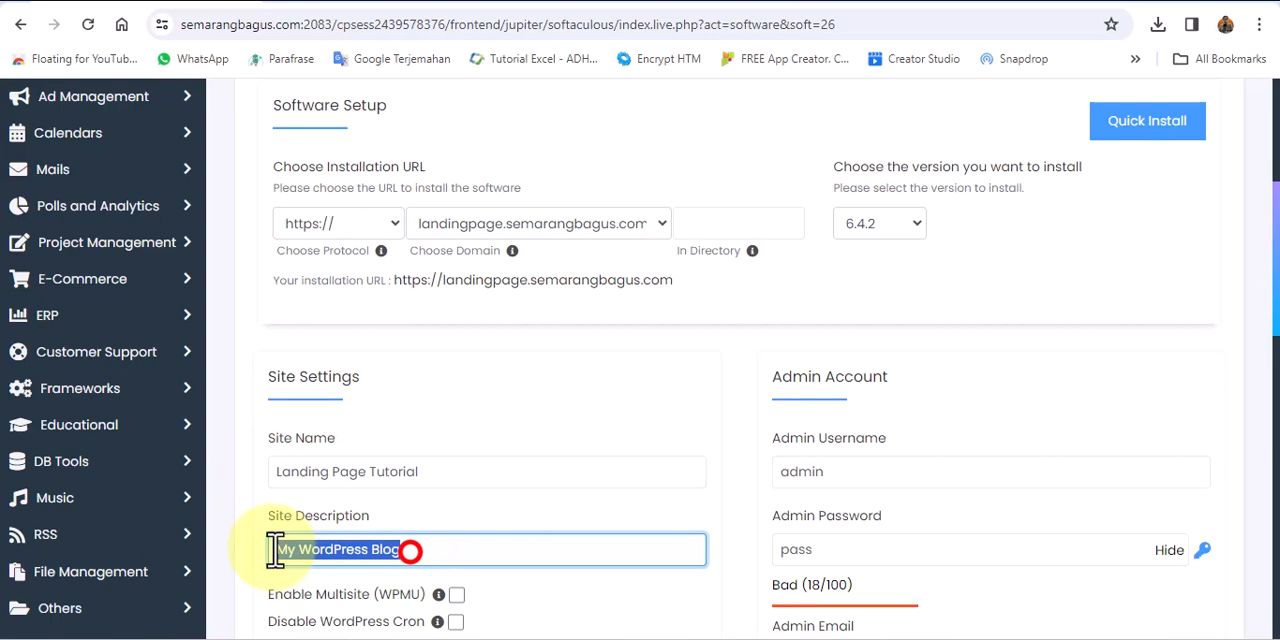 semarangbagus.com:2083/cpsess2439578376/frontend/jupiter/softaculous/index.live.php?act=software&soft=26
Floating for YouTub... WhatsApp Parafrase Google Terjemahan Tutorial Excel - ADH... Encrypt HTM FREE App Creator. C... Creator Studio Snapdrop » All Bookmarks
Ad Management
Calendars
Mails
Polls and Analytics
Project Management
E-Commerce
ERP
Customer Support
Frameworks
Educational
DB Tools
Music
RSS
File Management
Others
Software Setup
Quick Install
Choose Installation URL
Please choose the URL to install the software
https:// landingpage.semarangbagus.com
Choose Protocol Choose Domain In Directory
Your installation URL : https://landingpage.semarangbagus.com
Choose the version you want to install
Please select the version to install.
6.4.2
Site Settings
Site Name
Landing Page Tutorial
Site Description
My WordPress Blog
Enable Multisite (WPMU)
Disable WordPress Cron
Admin Account
Admin Username
admin
Admin Password
pass Hide
Bad (18/100)
Admin Email